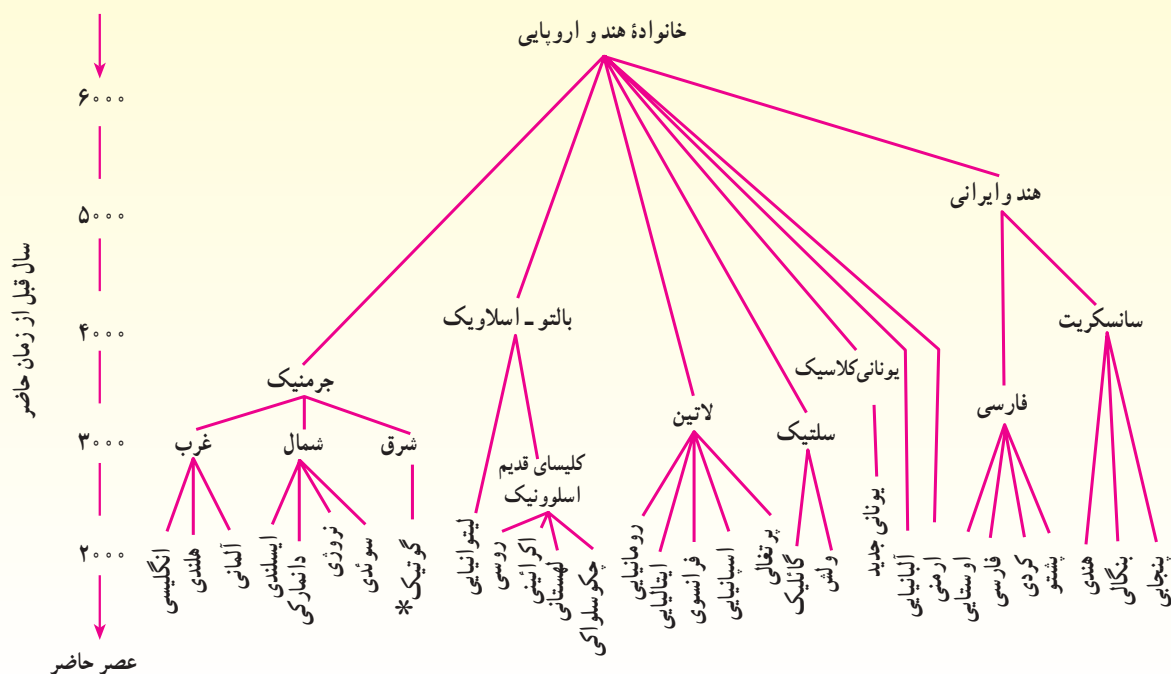 خانوادهٔ هند و اروپایی
۶۰۰۰
هند و ایرانی
۵۰۰۰
سال قبل از زمان حاضر
بالتو ـ اسلاویک
سانسکریت
۴۰۰۰
یونانی کلاسیک
جرمنیک
فارسی
لاتین
سلتیک
۳۰۰۰
شرق
شمال
غرب
کلیسای قدیم
اسلوونیک
۲۰۰۰
پنجابی
بنگالی
هندی
پشتو
کردی
فارسی
اوستایی
ارمنی
آلبانیایی
یونانی جدید
ولش
گائلیک
پرتغالی
اسپانیایی
فرانسوی
ایتالیایی
رومانیایی
چکوسلواکی
لهستانی
اکراینی
روسی
لیتوانیایی
گوتیک*
سوئدی
نروژی
دانمارکی
ایسلندی
آلمانی
هلندی
انگلیسی
عصر حاضر